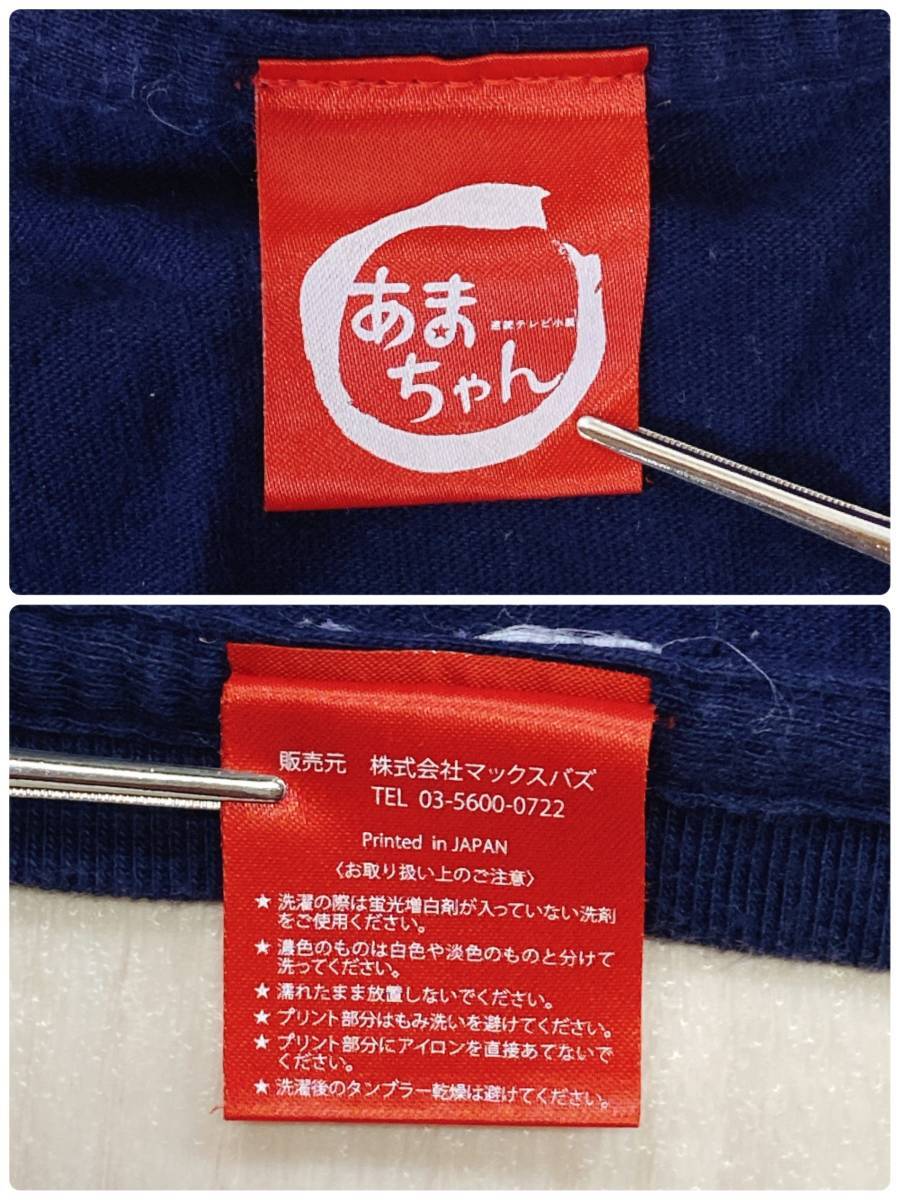 あま
連続テレビ小説
ちゃん
販売元 株式会社マックスバズ
TEL 03-5600-0722
Printed in JAPAN
〈お取り扱い上のご注意〉
★ 洗濯の際は蛍光増白剤が入っていない洗剤
をご使用ください。
★ 濃色のものは白色や淡色のものと分けて
洗ってください。
★ 濡れたまま放置しないでください。
★ プリント部分はもみ洗いを避けてください。
★ プリント部分にアイロンを直接あてないで
ください。
★ 洗濯後のタンブラー乾燥は避けてください。